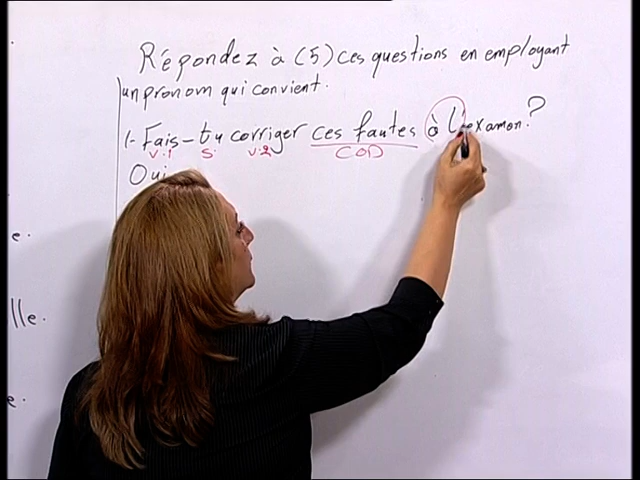 Répondez à (5) ces questions en employant
un pronom qui convient.
1- Fais-tu corriger ces fautes à l'examen?
V.1 S. V.2 COD
Oui
e.
lle.
e.